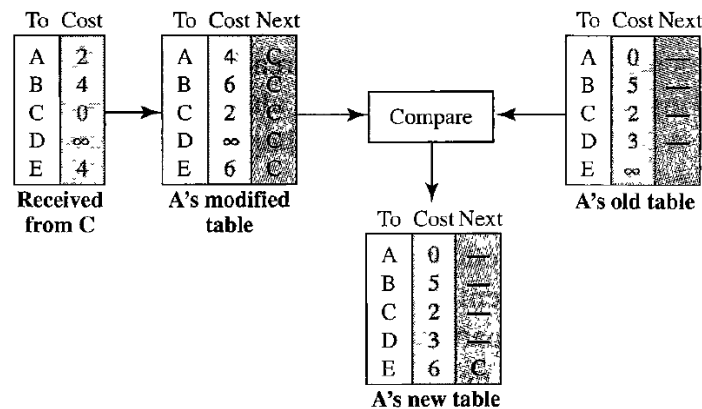 To Cost
A 2
B 4
C 0
D ∞
E 4
Received
from C
To Cost Next
A 4 C
B 6 C
C 2 C
D ∞ C
E 6 C
A's modified
table
Compare
To Cost Next
A 0 —
B 5 —
C 2 —
D 3 —
E ∞
A's old table
To Cost Next
A 0 —
B 5 —
C 2 —
D 3 —
E 6 C
A's new table